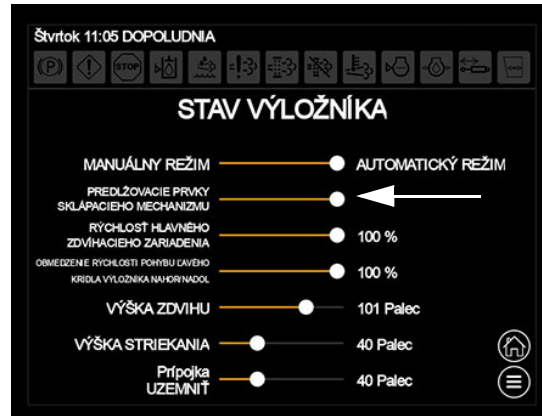 Štvrtok 11:05 DOPOLUDNIA
STOP
STAV VÝLOŽNÍKA
MANUÁLNY REŽIM AUTOMATICKÝ REŽIM
PREDLŽOVACIE PRVKY
SKLÁPACIEHO MECHANIZMU
RÝCHLOSŤ HLAVNÉHO
ZDVÍHACIEHO ZARIADENIA
100 %
OBMEDZENIE RÝCHLOSTI POHYBU ĽAVÉHO
KRÍDLA VÝLOŽNIKA NAHOR/NADOL
100 %
VÝŠKA ZDVIHU 101 Palec
VÝŠKA STRIEKANIA 40 Palec
Prípojka
UZEMNIŤ
40 Palec